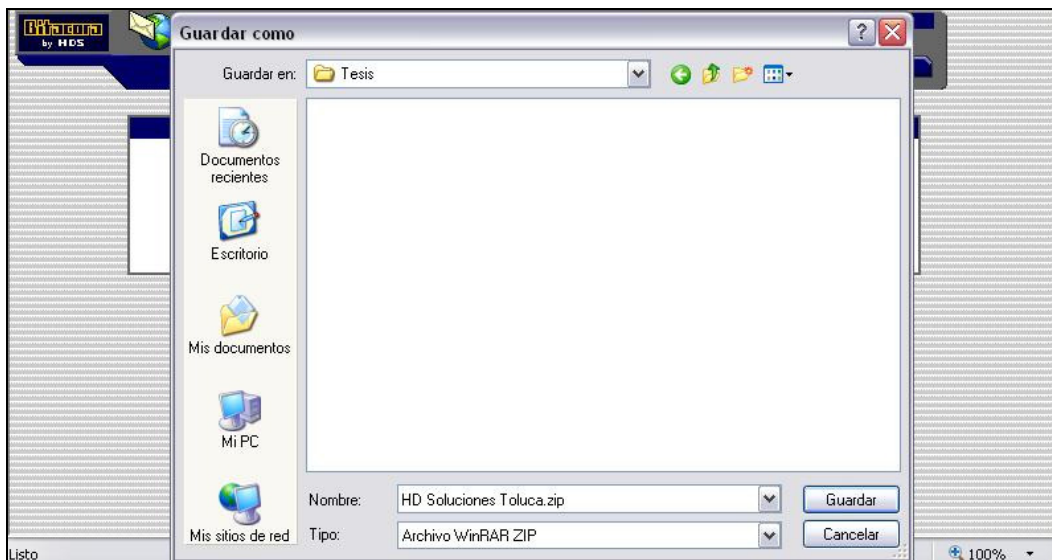 Bitacora
by HDS
Guardar como
Guardar en:
Tesis
Documentos
recientes
Escritorio
Mis documentos
Mi PC
Mis sitios de red
Nombre:
HD Soluciones Toluca.zip
Guardar
Tipo:
Archivo WinRAR ZIP
Cancelar
Listo
100%